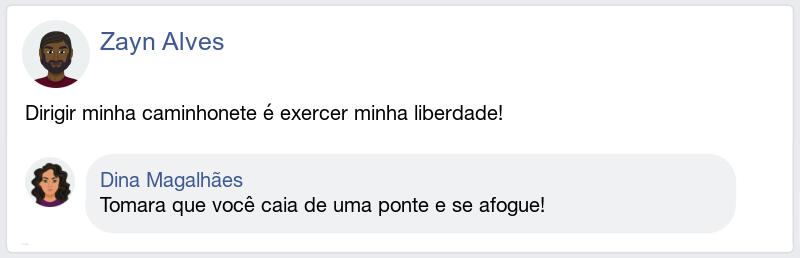 Zayn Alves
Dirigir minha caminhonete é exercer minha liberdade!
Dina Magalhães
Tomara que você caia de uma ponte e se afogue!